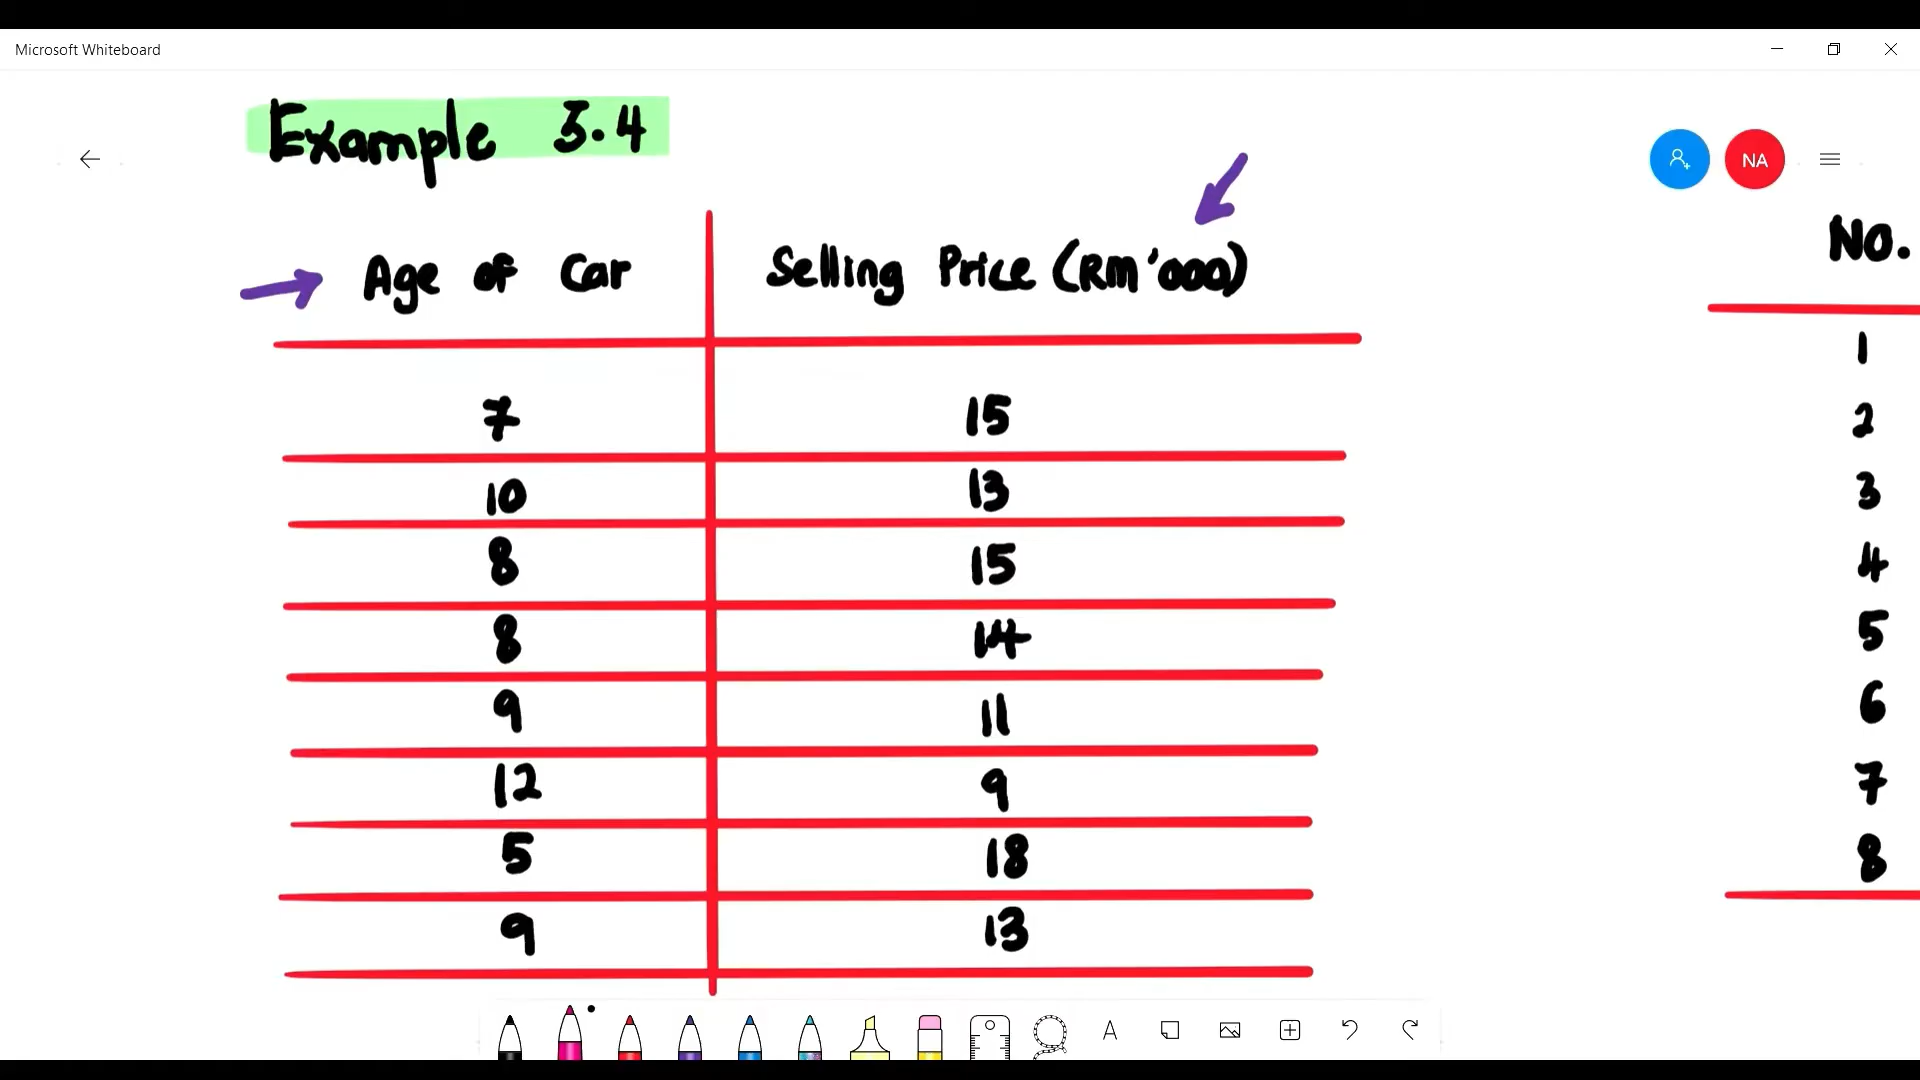 Microsoft Whiteboard
Example 3.4
NA
Age of Car Selling Price (RM'000)
7 15
10 13
8 15
8 14
9 11
12 9
5 18
9 13
No.
1
2
3
4
5
6
7
8
A